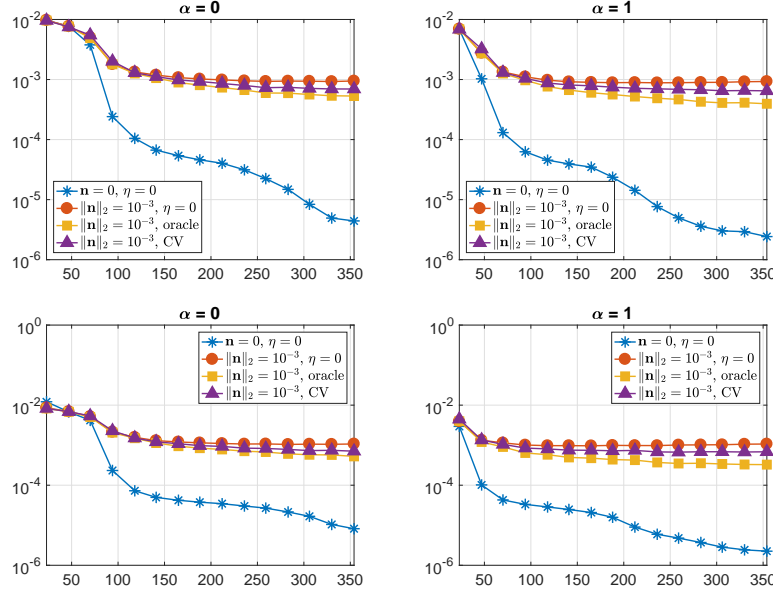 α = 0
10^-2
10^-3
10^-4
10^-5
10^-6
n = 0, η = 0
‖n‖₂ = 10^-3, η = 0
‖n‖₂ = 10^-3, oracle
‖n‖₂ = 10^-3, CV
50 100 150 200 250 300 350
α = 1
10^-2
10^-3
10^-4
10^-5
10^-6
n = 0, η = 0
‖n‖₂ = 10^-3, η = 0
‖n‖₂ = 10^-3, oracle
‖n‖₂ = 10^-3, CV
50 100 150 200 250 300 350
α = 0
10^0
10^-2
10^-4
10^-6
n = 0, η = 0
‖n‖₂ = 10^-3, η = 0
‖n‖₂ = 10^-3, oracle
‖n‖₂ = 10^-3, CV
50 100 150 200 250 300 350
α = 1
10^0
10^-2
10^-4
10^-6
n = 0, η = 0
‖n‖₂ = 10^-3, η = 0
‖n‖₂ = 10^-3, oracle
‖n‖₂ = 10^-3, CV
50 100 150 200 250 300 350